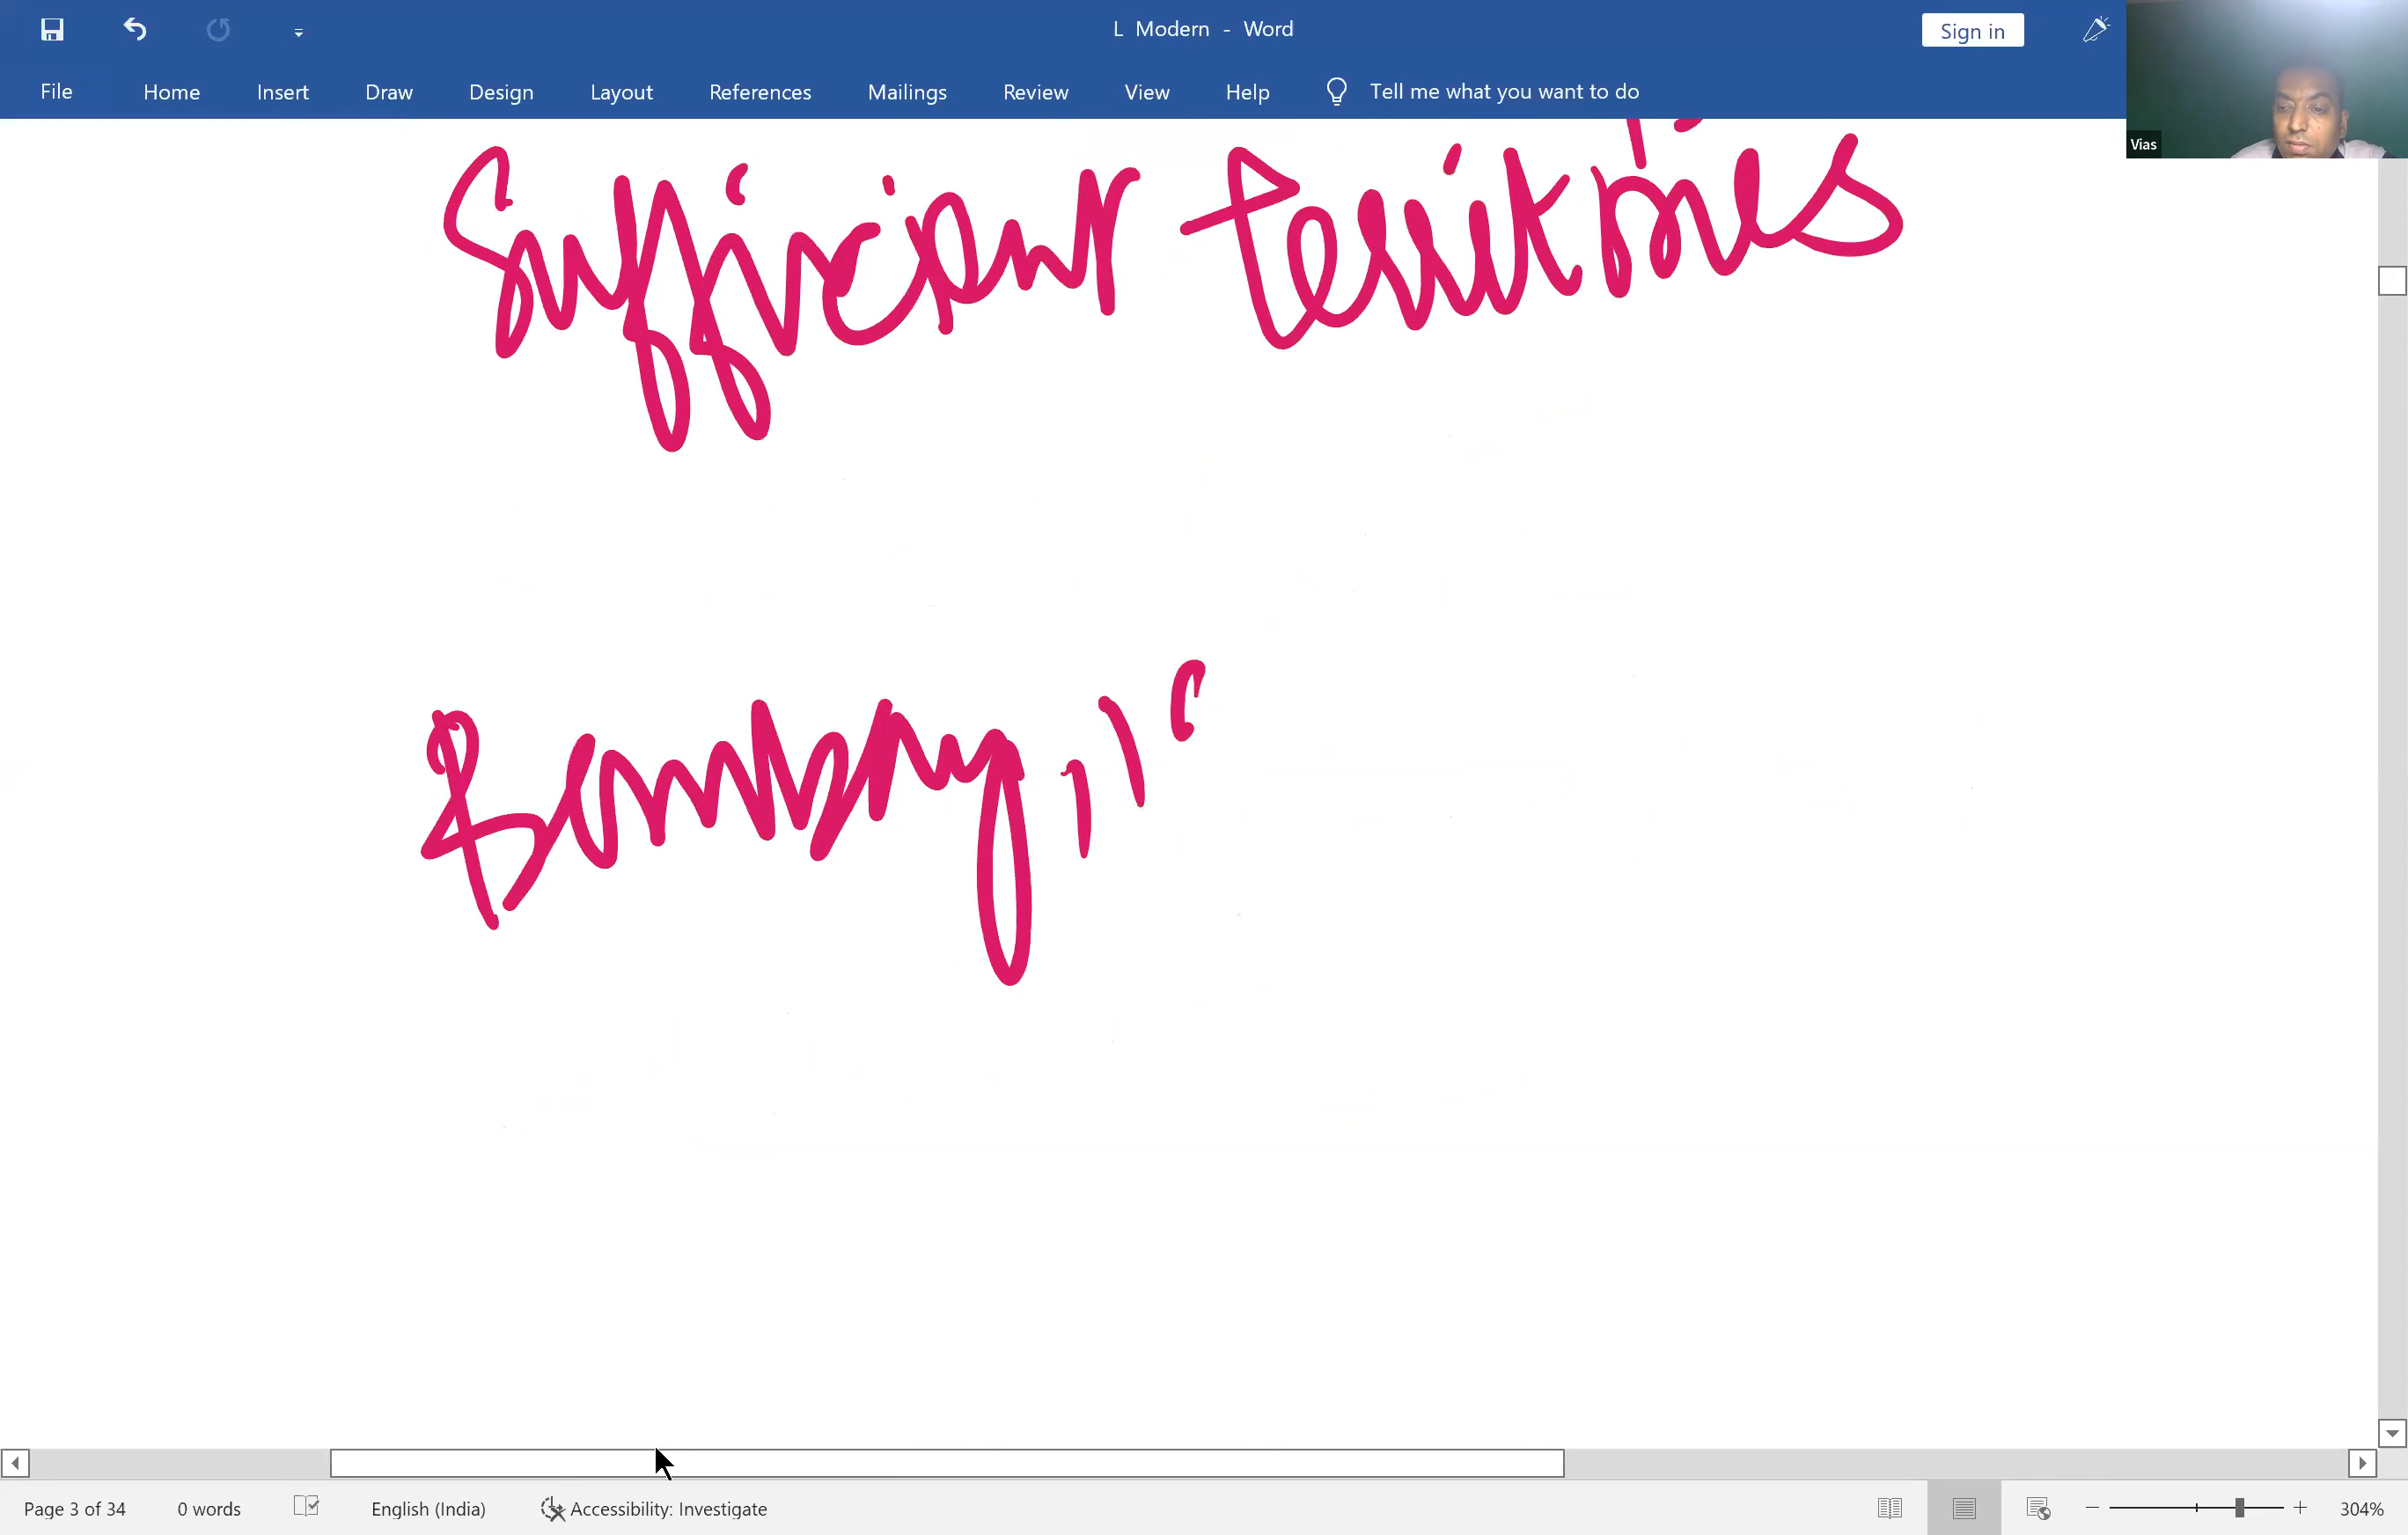 L Modern - Word
Sign in
File Home Insert Draw Design Layout References Mailings Review View Help Tell me what you want to do
Vias
Sufficient territories
Bombay, 1
Page 3 of 34 0 words English (India) Accessibility: Investigate 304%